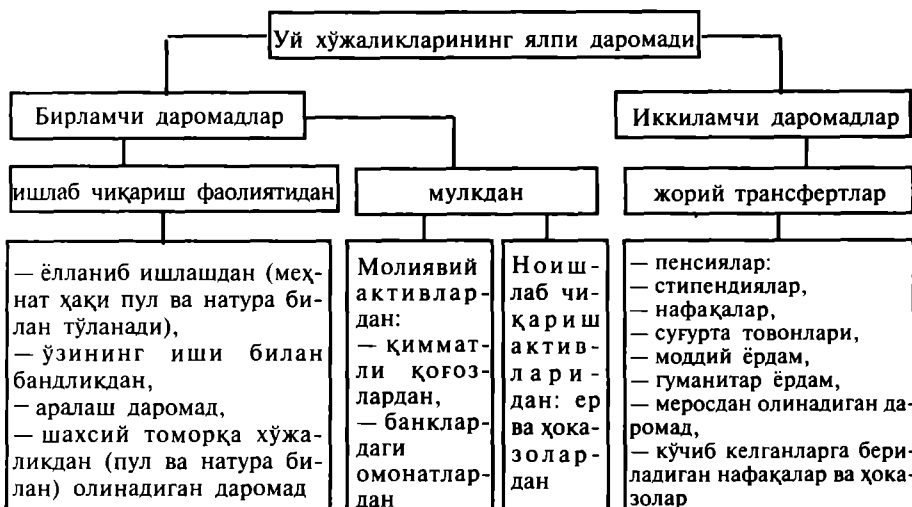 Уй хўжаликларининг ялпи даромади
Бирламчи даромадлар
Иккиламчи даромадлар
ишлаб чиқариш фаолиятидан
мулкдан
жорий трансфертлар
— ёлланиб ишлашдан (меҳ-
нат ҳақи пул ва натура би-
лан тўланади),
— ўзининг иши билан
бандликдан,
— аралаш даромад,
— шахсий томорқа хўжа-
ликдан (пул ва натура би-
лан) олинадиган даромад
Молиявий
активлар-
дан:
— қиммат-
ли қоғоз-
лардан,
— банклар-
даги
омонатлар-
дан
Ноиш-
лаб чи-
қариш
актив-
лари-
дан: ер
ва ҳока-
золар-
дан
— пенсиялар:
— стипендиялар,
— нафақалар,
— суғурта товонлари,
— моддий ёрдам,
— гуманитар ёрдам,
— меросдан олинадиган да-
ромад,
— кўчиб келганларга бери-
ладиган нафақалар ва ҳока-
золар